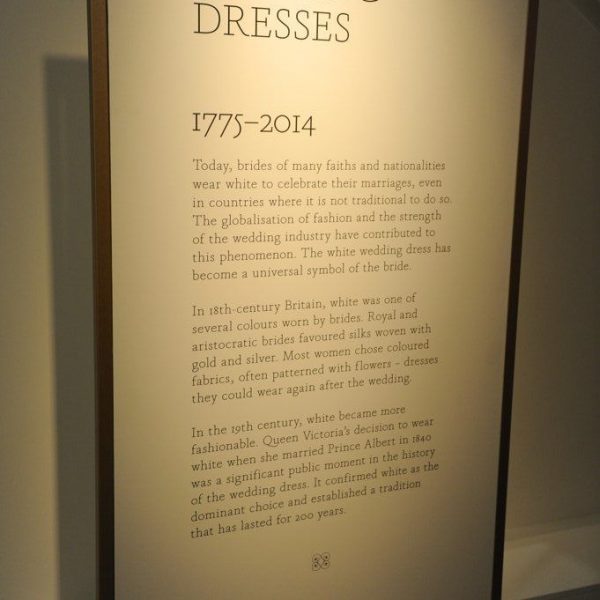 DRESSES
1775–2014
Today, brides of many faiths and nationalities
wear white to celebrate their marriages, even
in countries where it is not traditional to do so.
The globalisation of fashion and the strength
of the wedding industry have contributed to
this phenomenon. The white wedding dress has
become a universal symbol of the bride.
In 18th-century Britain, white was one of
several colours worn by brides. Royal and
aristocratic brides favoured silks woven with
gold and silver. Most women chose coloured
fabrics, often patterned with flowers – dresses
they could wear again after the wedding.
In the 19th century, white became more
fashionable. Queen Victoria's decision to wear
white when she married Prince Albert in 1840
was a significant public moment in the history
of the wedding dress. It confirmed white as the
dominant choice and established a tradition
that has lasted for 200 years.